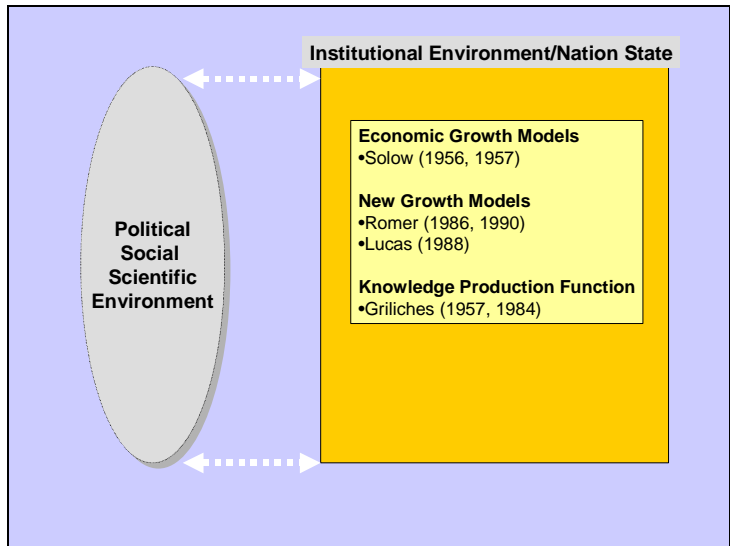 Institutional Environment/Nation State
Economic Growth Models
•Solow (1956, 1957)
New Growth Models
•Romer (1986, 1990)
•Lucas (1988)
Knowledge Production Function
•Griliches (1957, 1984)
Political
Social
Scientific
Environment